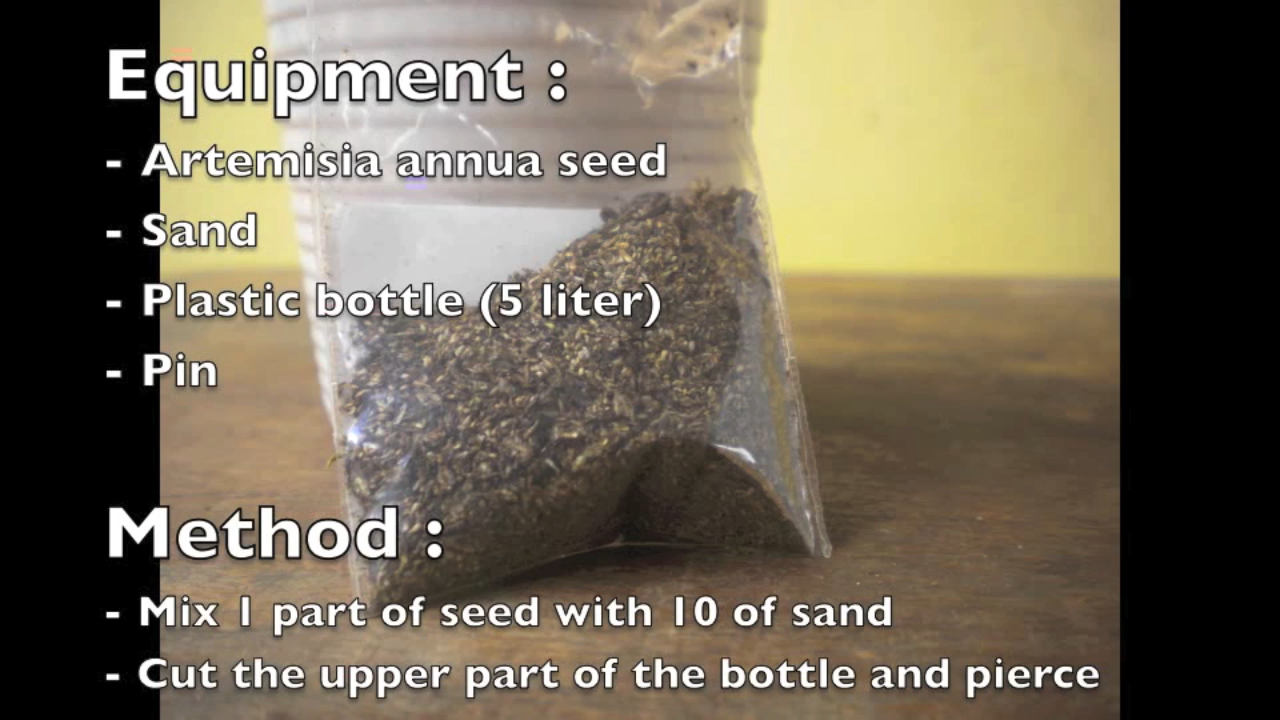 Equipment :
- Artemisia annua seed
- Sand
- Plastic bottle (5 liter)
- Pin
Method :
- Mix 1 part of seed with 10 of sand
- Cut the upper part of the bottle and pierce